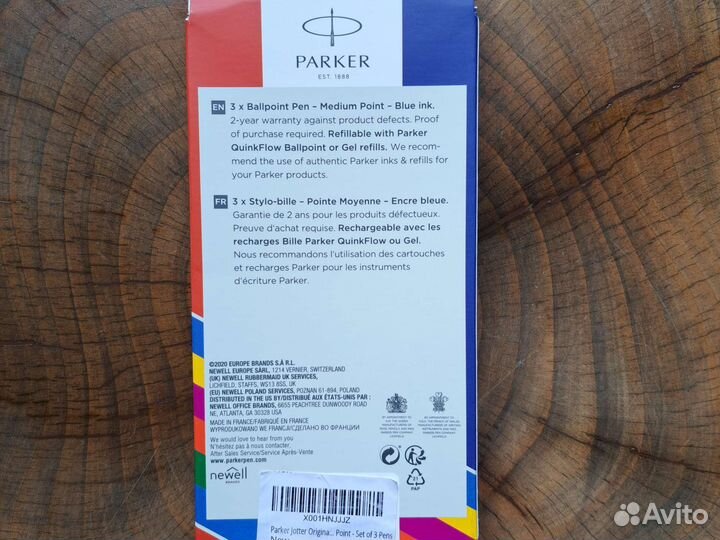 PARKER
EST. 1888
EN
3 x Ballpoint Pen – Medium Point – Blue ink.
2-year warranty against product defects. Proof
of purchase required. Refillable with Parker
QuinkFlow Ballpoint or Gel refills. We recom-
mend the use of authentic Parker inks & refills for
your Parker products.
FR
3 x Stylo-bille – Pointe Moyenne – Encre bleue.
Garantie de 2 ans pour les produits défectueux.
Preuve d'achat requise. Rechargeable avec les
recharges Bille Parker QuinkFlow ou Gel.
Nous recommandons l'utilisation des cartouches
et recharges Parker pour les instruments
d'écriture Parker.
©2020 EUROPE BRANDS S.À R.L.
NEWELL EUROPE SÀRL, 1214 VERNIER, SWITZERLAND
(UK) NEWELL RUBBERMAID UK SERVICES,
LICHFIELD, STAFFS, WS13 8SS, UK
(EU) NEWELL POLAND SERVICES, POZNAN 61-894, POLAND
DISTRIBUTED IN THE US BY/DISTRIBUÉ AUX ÉTATS-UNIS PAR :
NEWELL OFFICE BRANDS, 6655 PEACHTREE DUNWOODY ROAD
NE, ATLANTA, GA 30328 USA
MADE IN FRANCE/FABRIQUÉ EN FRANCE
WYPRODUKOWANO WE FRANCJI/СДЕЛАНО ВО ФРАНЦИИ
We would love to hear from you
N'hésitez pas à nous contacter.
After Sales Service/Service Après-Vente
www.parkerpen.com
newell
BRANDS
21
PAP
X001HNJJJZ
Parker Jotter Origina... Point - Set of 3 Pens
Avito